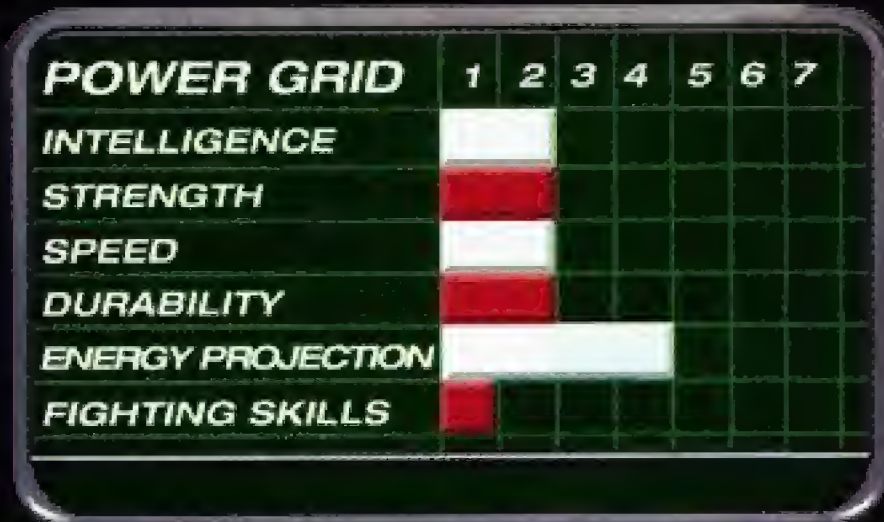 POWER GRID 1 2 3 4 5 6 7
INTELLIGENCE
STRENGTH
SPEED
DURABILITY
ENERGY PROJECTION
FIGHTING SKILLS